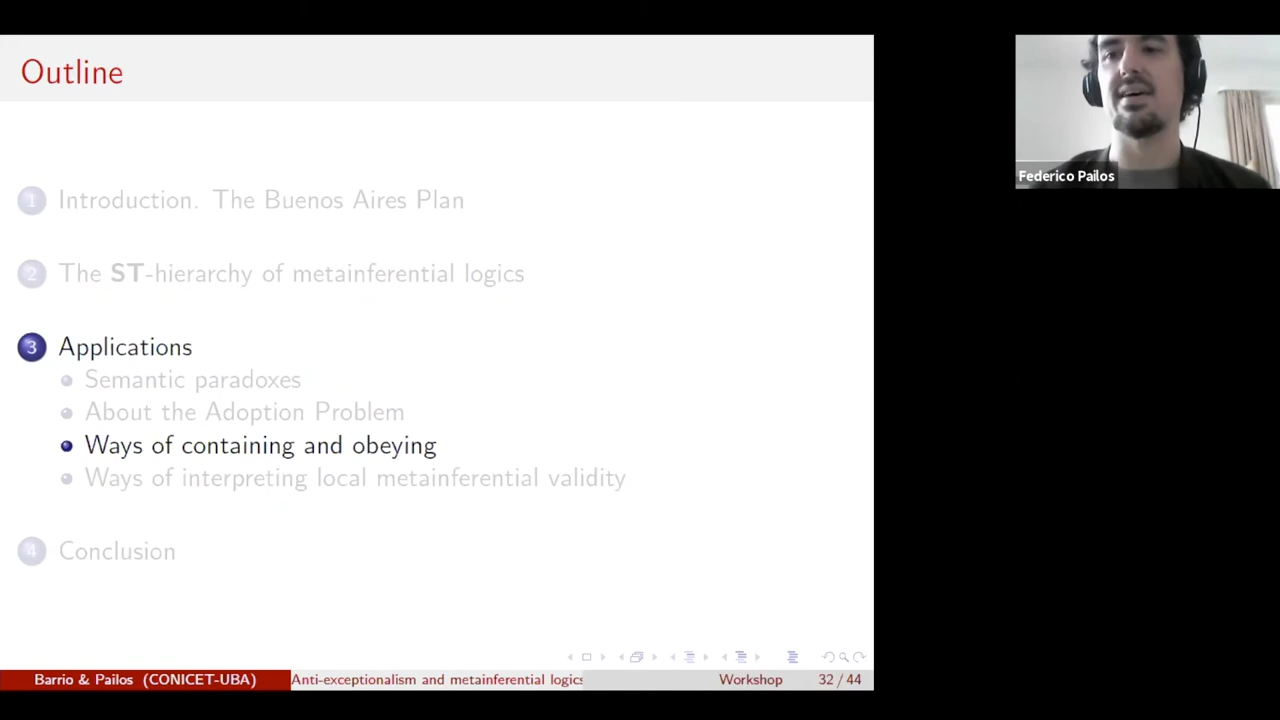 Outline
1 Introduction. The Buenos Aires Plan
2 The ST-hierarchy of metainferential logics
3 Applications
Semantic paradoxes
About the Adoption Problem
Ways of containing and obeying
Ways of interpreting local metainferential validity
4 Conclusion
Barrio & Pailos (CONICET-UBA) Anti-exceptionalism and metainferential logics Workshop 32 / 44
Federico Pailos